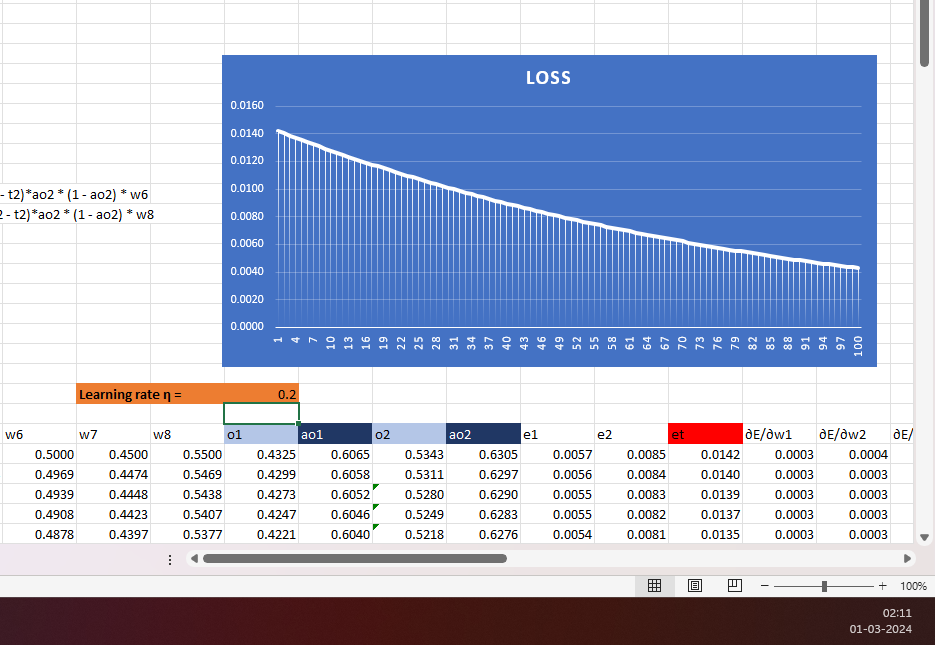 LOSS
0.0160
0.0140
0.0120
0.0100
- t2)*ao2 * (1 - ao2) * w6
0.0080
2 - t2)*ao2 * (1 - ao2) * w8
0.0060
0.0040
0.0020
0.0000
1 4 7 10 13 16 19 22 25 28 31 34 37 40 43 46 49 52 55 58 61 64 67 70 73 76 79 82 85 88 91 94 97 100
Learning rate η = 0.2
w6 w7 w8 o1 ao1 o2 ao2 e1 e2 et ∂E/∂w1 ∂E/∂w2 ∂E/
0.5000 0.4500 0.5500 0.4325 0.6065 0.5343 0.6305 0.0057 0.0085 0.0142 0.0003 0.0004
0.4969 0.4474 0.5469 0.4299 0.6058 0.5311 0.6297 0.0056 0.0084 0.0140 0.0003 0.0003
0.4939 0.4448 0.5438 0.4273 0.6052 0.5280 0.6290 0.0055 0.0083 0.0139 0.0003 0.0003
0.4908 0.4423 0.5407 0.4247 0.6046 0.5249 0.6283 0.0055 0.0082 0.0137 0.0003 0.0003
0.4878 0.4397 0.5377 0.4221 0.6040 0.5218 0.6276 0.0054 0.0081 0.0135 0.0003 0.0003
100%
02:11
01-03-2024